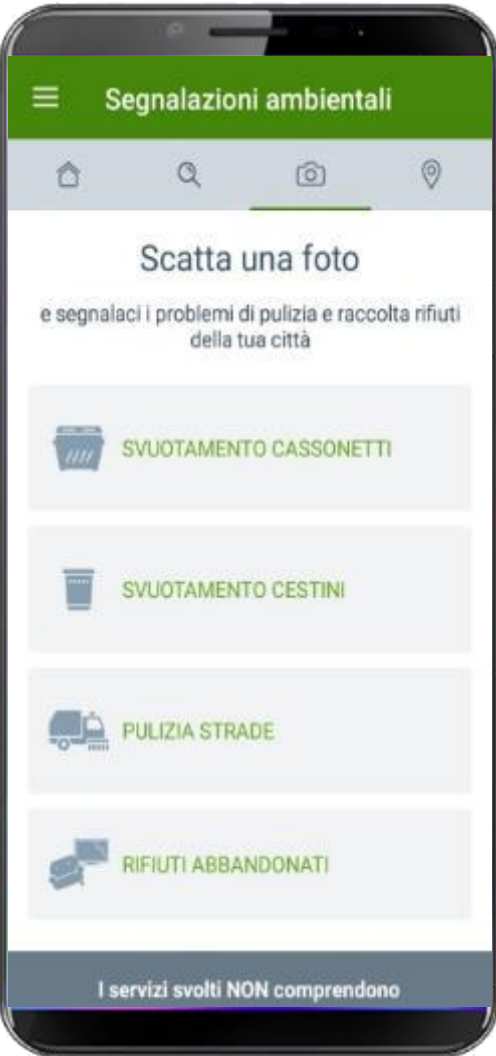 Segnalazioni ambientali
Scatta una foto
e segnalaci i problemi di pulizia e raccolta rifiuti
della tua città
SVUOTAMENTO CASSONETTI
SVUOTAMENTO CESTINI
PULIZIA STRADE
RIFIUTI ABBANDONATI
I servizi svolti NON comprendono